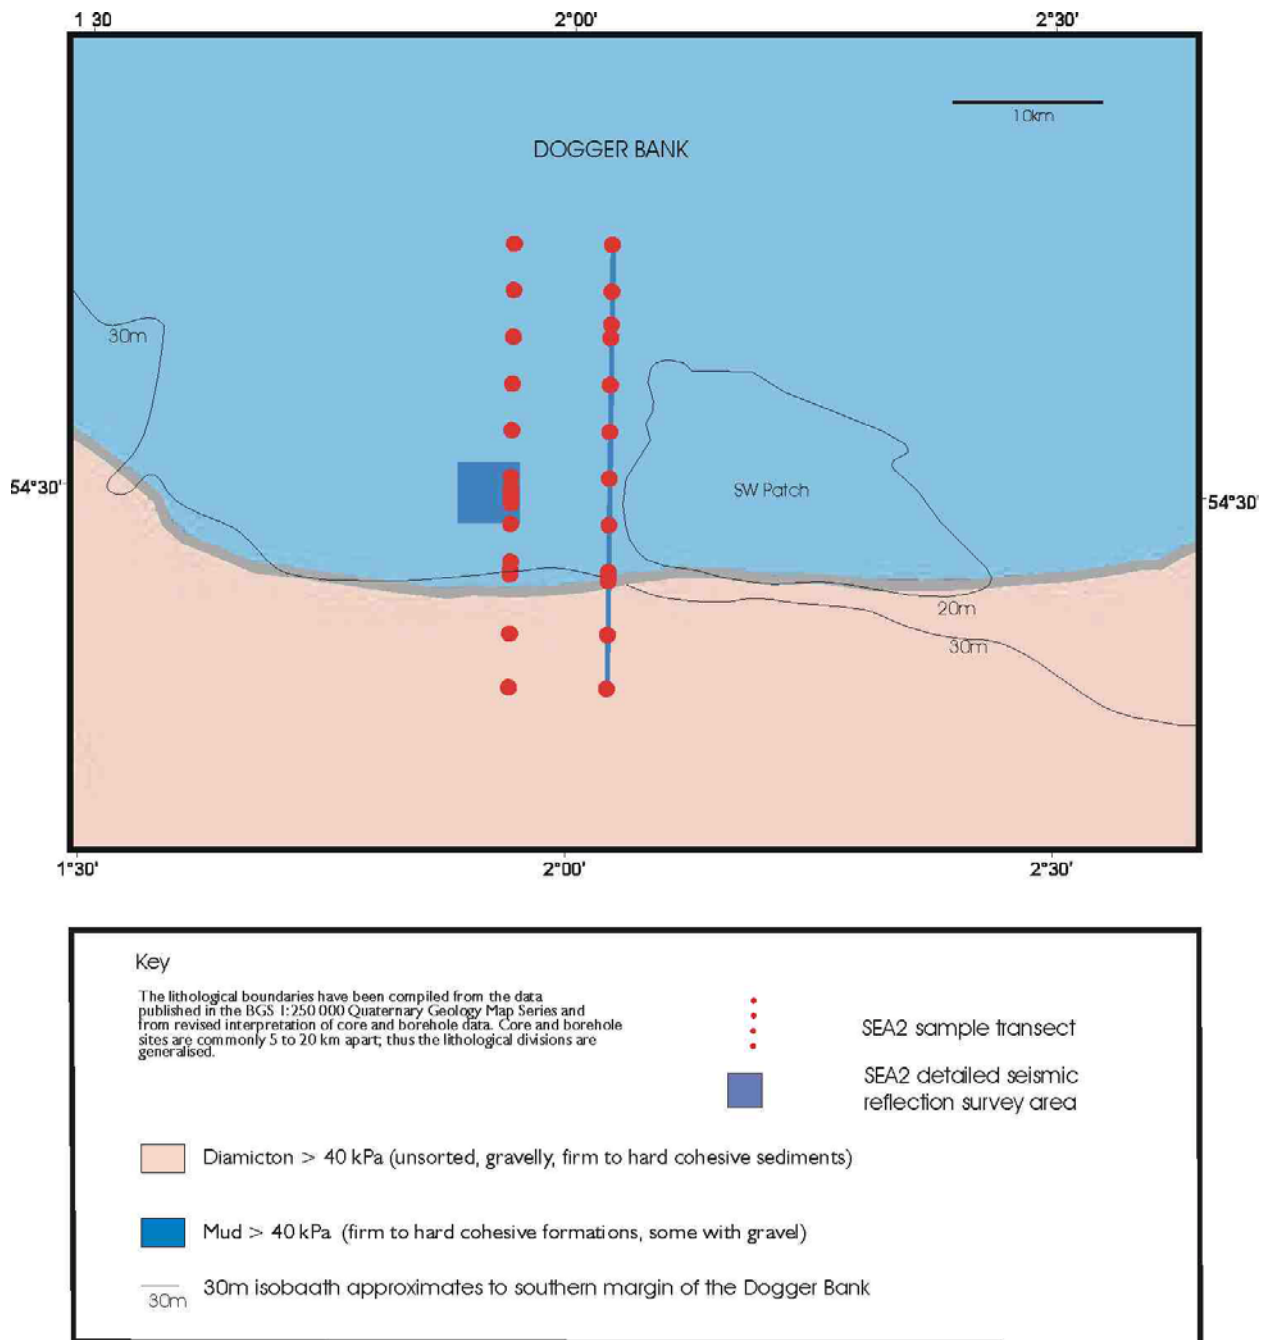 1 30 2°00' 2°30'
10km
DOGGER BANK
30m
54°30'
SW Patch
54°30'
20m
30m
1°30' 2°00' 2°30'
Key
The lithological boundaries have been compiled from the data
published in the BGS 1:250 000 Quaternary Geology Map Series and
from revised interpretation of core and borehole data. Core and borehole
sites are commonly 5 to 20 km apart; thus the lithological divisions are
generalised.
SEA2 sample transect
SEA2 detailed seismic
reflection survey area
Diamicton > 40 kPa (unsorted, gravelly, firm to hard cohesive sediments)
Mud > 40 kPa (firm to hard cohesive formations, some with gravel)
30m isobaath approximates to southern margin of the Dogger Bank
30m